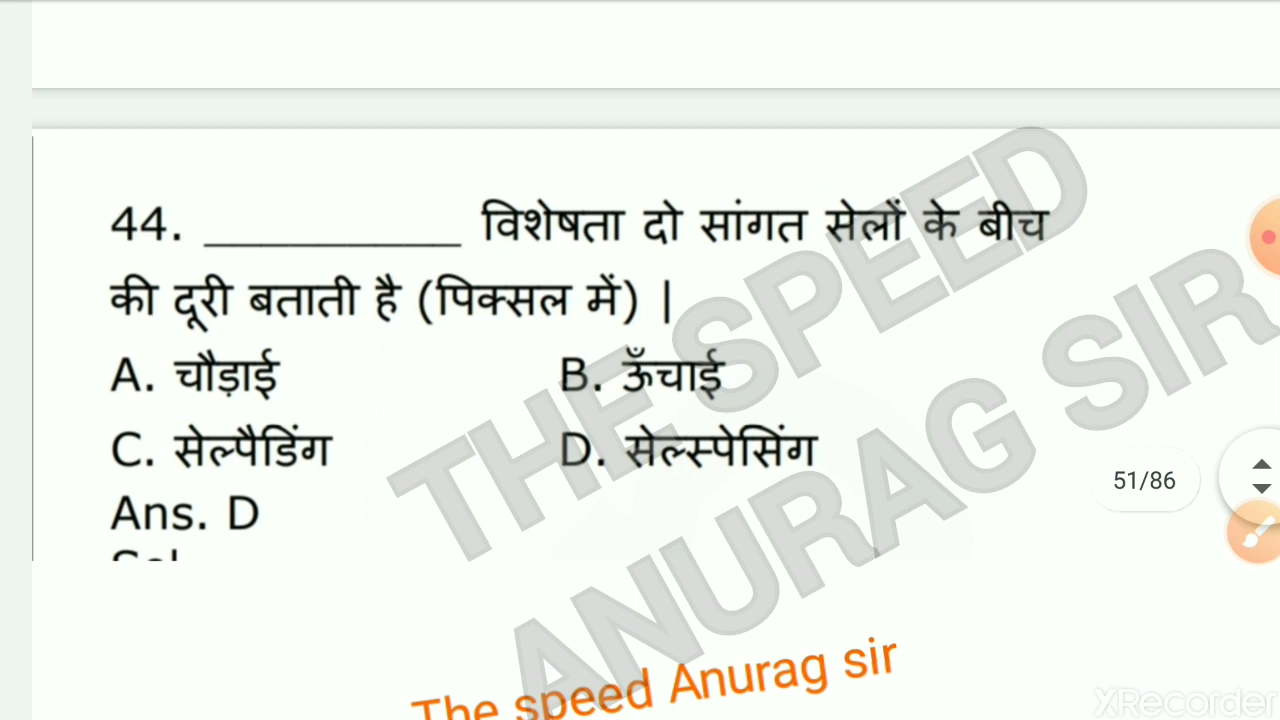 44. __________ विशेषता दो सांगत सेलों के बीच
की दूरी बताती है (पिक्सल में) |
A. चौड़ाई B. ऊँचाई
C. सेल्पैडिंग D. सेल्स्पेसिंग
Ans. D
51/86
THE SPEED
ANURAG SIR
The speed Anurag sir
XRecorder